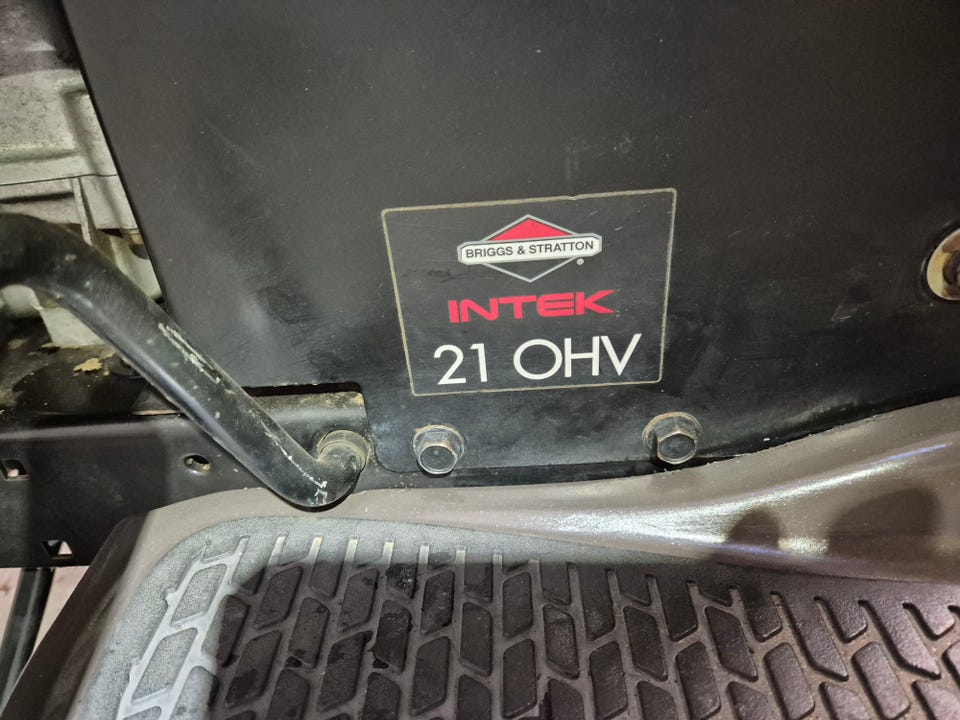 BRIGGS & STRATTON
®
INTEK
21 OHV